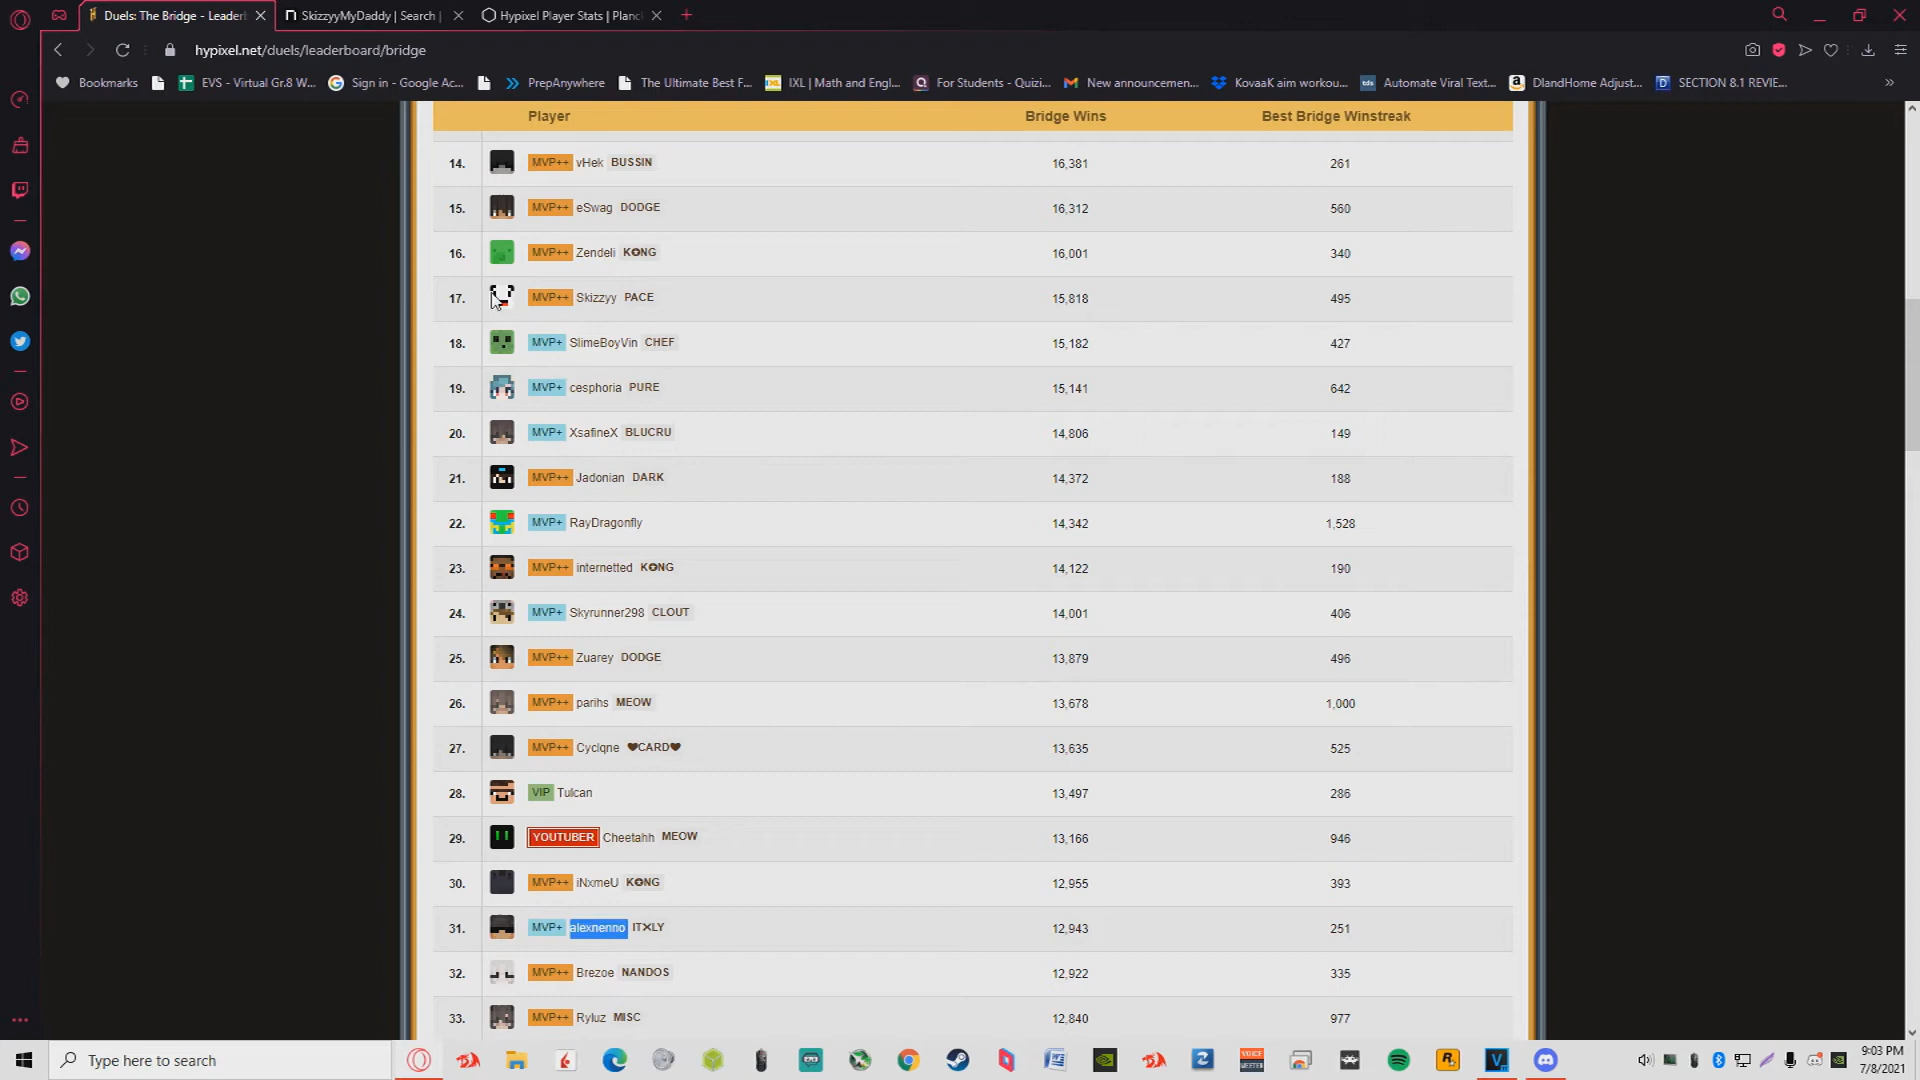 Duels: The Bridge - Leaderb
SkizzyyMyDaddy | Search |
Hypixel Player Stats | Planc
hypixel.net/duels/leaderboard/bridge
Bookmarks
EVS - Virtual Gr.8 W...
Sign in - Google Ac...
PrepAnywhere
The Ultimate Best F...
IXL | Math and Engl...
For Students - Quizi...
New announcemen...
KovaaK aim workou...
Automate Viral Text...
DlandHome Adjust...
SECTION 8.1 REVIE...
Player Bridge Wins Best Bridge Winstreak
14. MVP++ vHek BUSSIN 16,381 261
15. MVP++ eSwag DODGE 16,312 560
16. MVP++ Zendeli K✪NG 16,001 340
17. MVP++ Skizzyy PACE 15,818 495
18. MVP+ SlimeBoyVin CHEF 15,182 427
19. MVP+ cesphoria PURE 15,141 642
20. MVP+ XsafineX BLUCRU 14,806 149
21. MVP++ Jadonian DARK 14,372 188
22. MVP+ RayDragonfly 14,342 1,528
23. MVP++ internetted K✪NG 14,122 190
24. MVP+ Skyrunner298 CLOUT 14,001 406
25. MVP++ Zuarey DODGE 13,879 496
26. MVP++ parihs MEOW 13,678 1,000
27. MVP++ Cyclqne ❤CARD❤ 13,635 525
28. VIP Tulcan 13,497 286
29. YOUTUBER Cheetahh MEOW 13,166 946
30. MVP++ iNxmeU K✪NG 12,955 393
31. MVP+ alexnenno IT✕LY 12,943 251
32. MVP++ Brezoe NANDOS 12,922 335
33. MVP++ Ryluz MISC 12,840 977
Type here to search
9:03 PM
7/8/2021